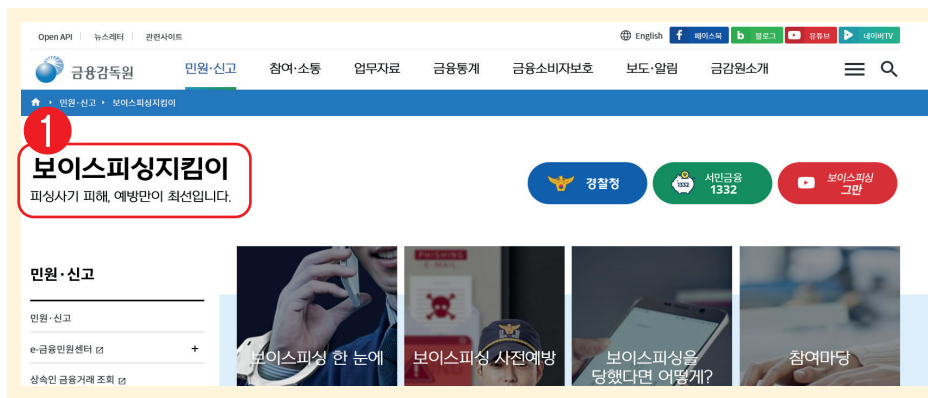 Open API 뉴스레터 관련사이트
English 페이스북 블로그 유튜브 네이버TV
금융감독원 민원·신고 참여·소통 업무자료 금융통계 금융소비자보호 보도·알림 금감원소개
민원·신고 보이스피싱지킴이
1
보이스피싱지킴이
피싱사기 피해, 예방만이 최선입니다.
경찰청
서민금융
1332
보이스피싱
그만
민원·신고
민원·신고
e-금융민원센터 +
상속인 금융거래 조회
PHISHING
E-MAIL
보이스피싱 한 눈에
보이스피싱 사전예방
보이스피싱을
당했다면 어떻게?
참여마당